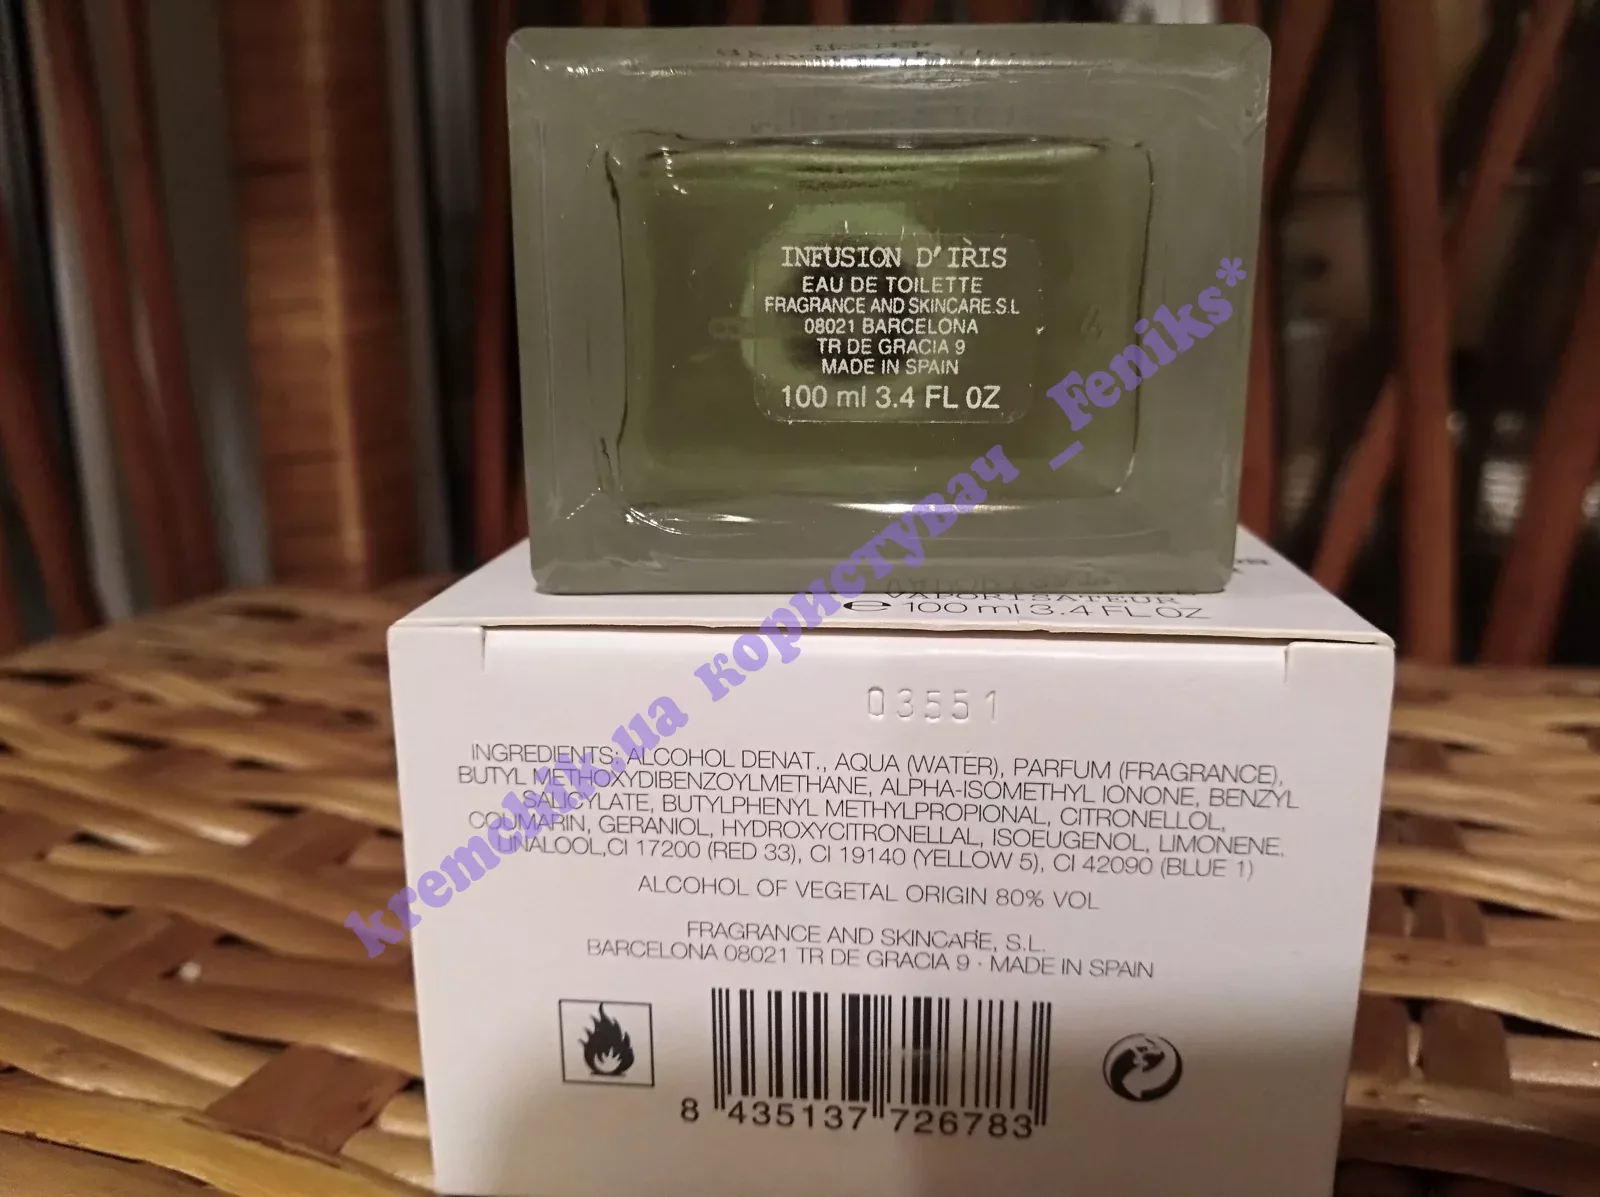 INFUSION D' IRIS
EAU DE TOILETTE
FRAGRANCE AND SKINCARE.S.L
08021 BARCELONA
TR DE GRACIA 9
MADE IN SPAIN
100 ml 3.4 FL OZ
VAPORISATEUR
e 100 ml 3.4 FL OZ
03551
INGREDIENTS: ALCOHOL DENAT., AQUA (WATER), PARFUM (FRAGRANCE),
BUTYL METHOXYDIBENZOYLMETHANE, ALPHA-ISOMETHYL IONONE, BENZYL
SALICYLATE, BUTYLPHENYL METHYLPROPIONAL, CITRONELLOL,
COUMARIN, GERANIOL, HYDROXYCITRONELLAL, ISOEUGENOL, LIMONENE,
LINALOOL,CI 17200 (RED 33), CI 19140 (YELLOW 5), CI 42090 (BLUE 1)
ALCOHOL OF VEGETAL ORIGIN 80% VOL
FRAGRANCE AND SKINCARE, S.L.
BARCELONA 08021 TR DE GRACIA 9 · MADE IN SPAIN
8 435137 726783
kremchik.ua користувач _Feniks*